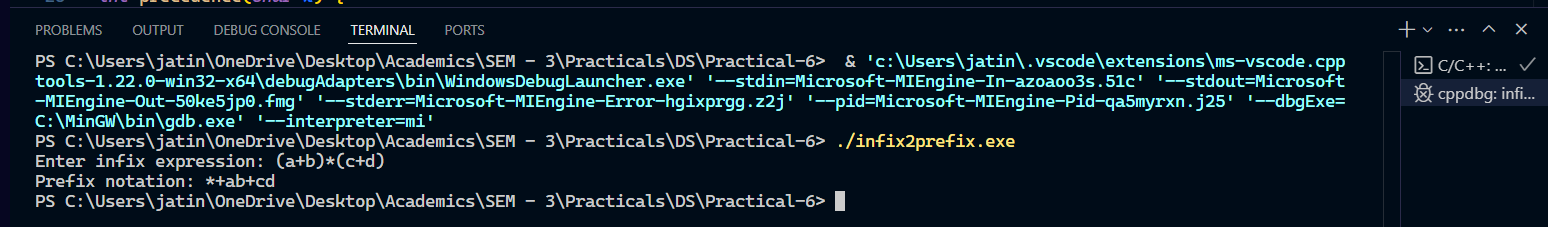 PROBLEMS OUTPUT DEBUG CONSOLE TERMINAL PORTS
PS C:\Users\jatin\OneDrive\Desktop\Academics\SEM - 3\Practicals\DS\Practical-6>  & 'c:\Users\jatin\.vscode\extensions\ms-vscode.cpp
tools-1.22.0-win32-x64\debugAdapters\bin\WindowsDebugLauncher.exe' '--stdin=Microsoft-MIEngine-In-azoaoo3s.51c' '--stdout=Microsoft
-MIEngine-Out-50ke5jp0.fmg' '--stderr=Microsoft-MIEngine-Error-hgixprgg.z2j' '--pid=Microsoft-MIEngine-Pid-qa5myrxn.j25' '--dbgExe=
C:\MinGW\bin\gdb.exe' '--interpreter=mi'
PS C:\Users\jatin\OneDrive\Desktop\Academics\SEM - 3\Practicals\DS\Practical-6> ./infix2prefix.exe
Enter infix expression: (a+b)*(c+d)
Prefix notation: *+ab+cd
PS C:\Users\jatin\OneDrive\Desktop\Academics\SEM - 3\Practicals\DS\Practical-6>
C/C++: ...
cppdbg: infi...